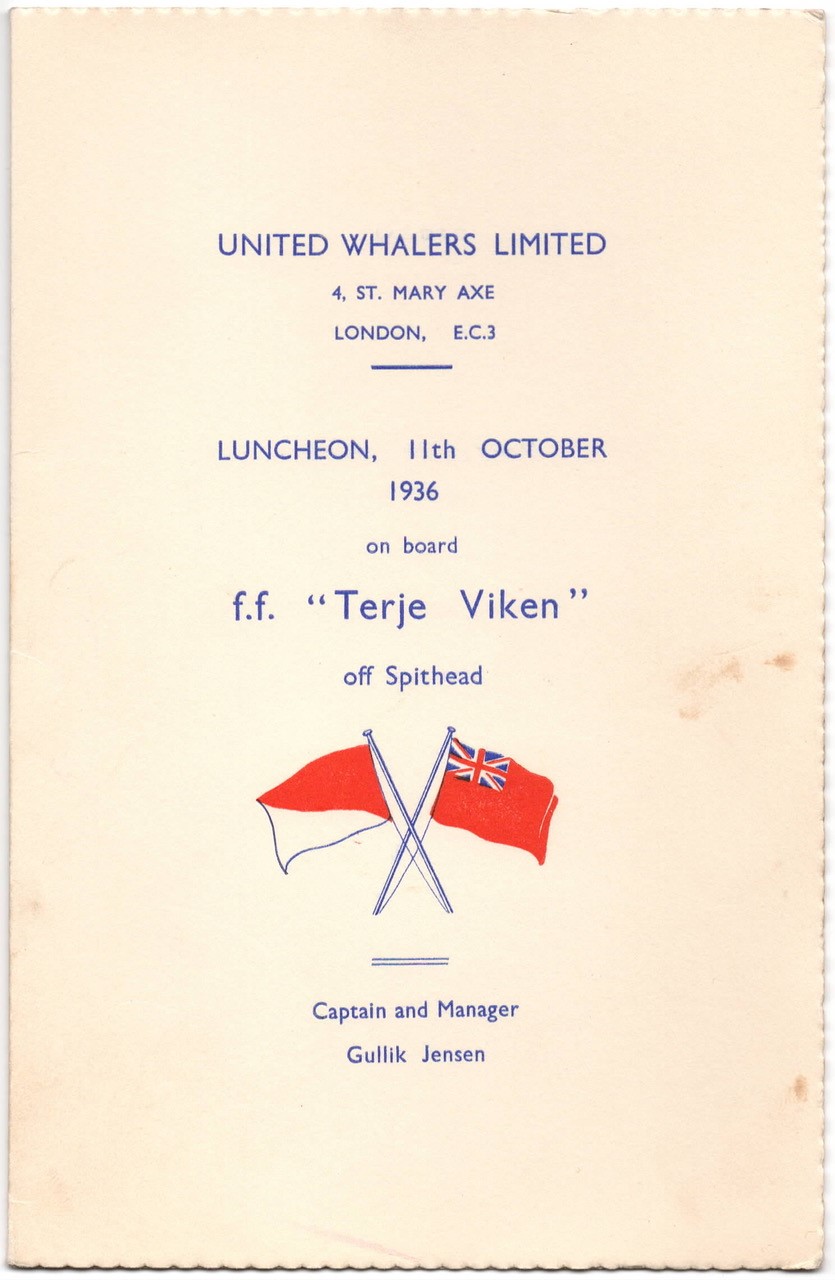 UNITED WHALERS LIMITED
4, ST. MARY AXE
LONDON, E.C.3
LUNCHEON, 11th OCTOBER
1936
on board
f.f. "Terje Viken"
off Spithead
Captain and Manager
Gullik Jensen